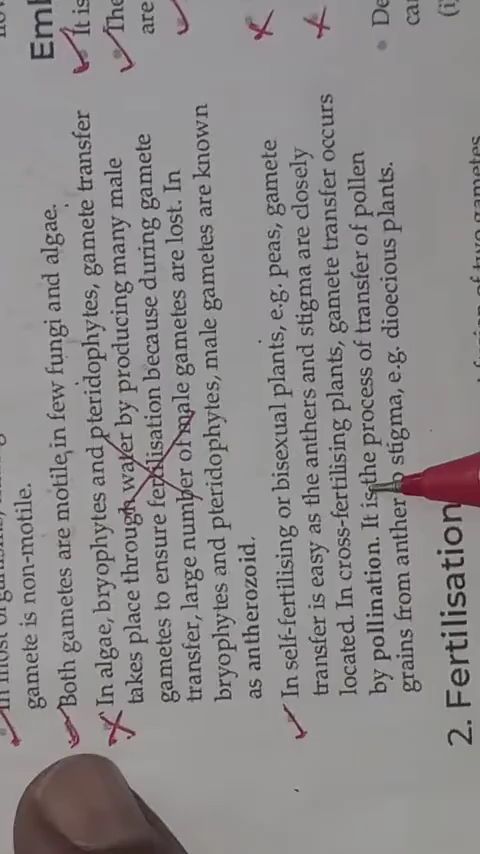 gamete is non-motile.
Both gametes are motile in few fungi and algae.
In algae, bryophytes and pteridophytes, gamete transfer
takes place through water by producing many male
gametes to ensure fertilisation because during gamete
transfer, large number of male gametes are lost. In
bryophytes and pteridophytes, male gametes are known
as antherozoid.
In self-fertilising or bisexual plants, e.g. peas, gamete
transfer is easy as the anthers and stigma are closely
located. In cross-fertilising plants, gamete transfer occurs
by pollination. It is the process of transfer of pollen
grains from anther to stigma, e.g. dioecious plants.
2. Fertilisation
It is
The
are
(i)